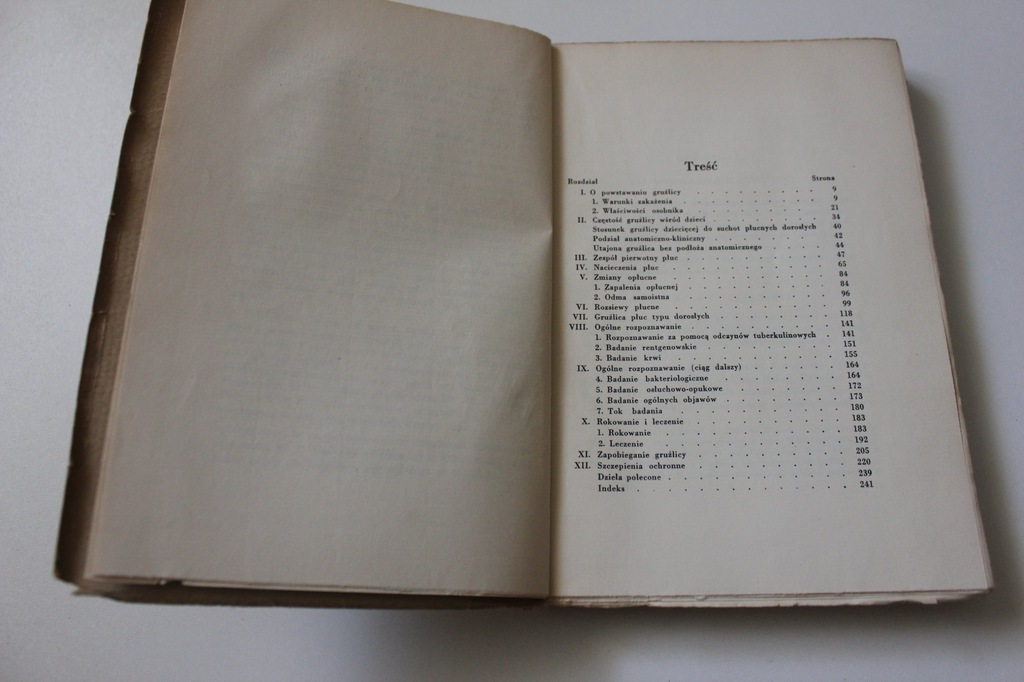 Treść
Rozdział Strona
I. O powstawaniu gruźlicy . . . . . . . . . 9
1. Warunki zakażenia . . . . . . . . . 9
2. Właściwości osobnika . . . . . . . . 21
II. Częstość gruźlicy wśród dzieci . . . . . . . 34
Stosunek gruźlicy dziecięcej do suchot płucnych dorosłych 40
Podział anatomiczno-kliniczny . . . . . . . 42
Utajona gruźlica bez podłoża anatomicznego . . . . 44
III. Zespół pierwotny płuc . . . . . . . . . 47
IV. Nacieczenia płuc . . . . . . . . . . 65
V. Zmiany opłucne . . . . . . . . . . 84
1. Zapalenia opłucnej . . . . . . . . . 84
2. Odma samoistna . . . . . . . . . 96
VI. Rozsiewy płucne . . . . . . . . . . 99
VII. Gruźlica płuc typu dorosłych . . . . . . . 118
VIII. Ogólne rozpoznawanie . . . . . . . . . 141
1. Rozpoznawanie za pomocą odczynów tuberkulinowych . 141
2. Badanie rentgenowskie . . . . . . . . 151
3. Badanie krwi . . . . . . . . . . 155
IX. Ogólne rozpoznawanie (ciąg dalszy) . . . . . . 164
4. Badanie bakteriologiczne . . . . . . . 164
5. Badanie osłuchowo-opukowe . . . . . . . 172
6. Badanie ogólnych objawów . . . . . . . 173
7. Tok badania . . . . . . . . . . 180
X. Rokowanie i leczenie . . . . . . . . . 183
1. Rokowanie . . . . . . . . . . 183
2. Leczenie . . . . . . . . . . 192
XI. Zapobieganie gruźlicy . . . . . . . . . 205
XII. Szczepienia ochronne . . . . . . . . . 220
Dzieła polecone . . . . . . . . . . 239
Indeks . . . . . . . . . . . . 241